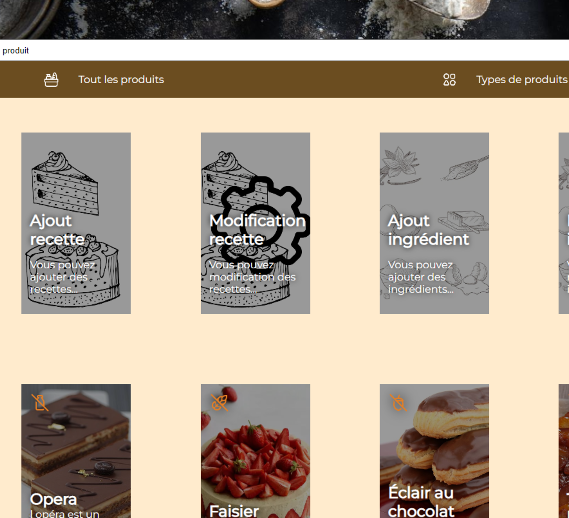 produit
Tout les produits
Types de produits
Ajout
recette
Vous pouvez
ajouter des
recettes...
Modification
recette
Vous pouvez
modification des
recettes...
Ajout
ingrédient
Vous pouvez
ajouter des
ingrédients...
Opera
l opéra est un
Faisier
Éclair au
chocolat